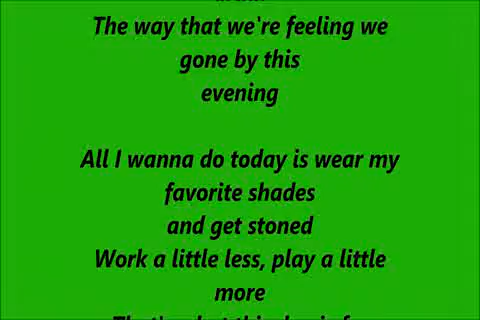 The way that we're feeling we
gone by this
evening
All I wanna do today is wear my
favorite shades
and get stoned
Work a little less, play a little
more